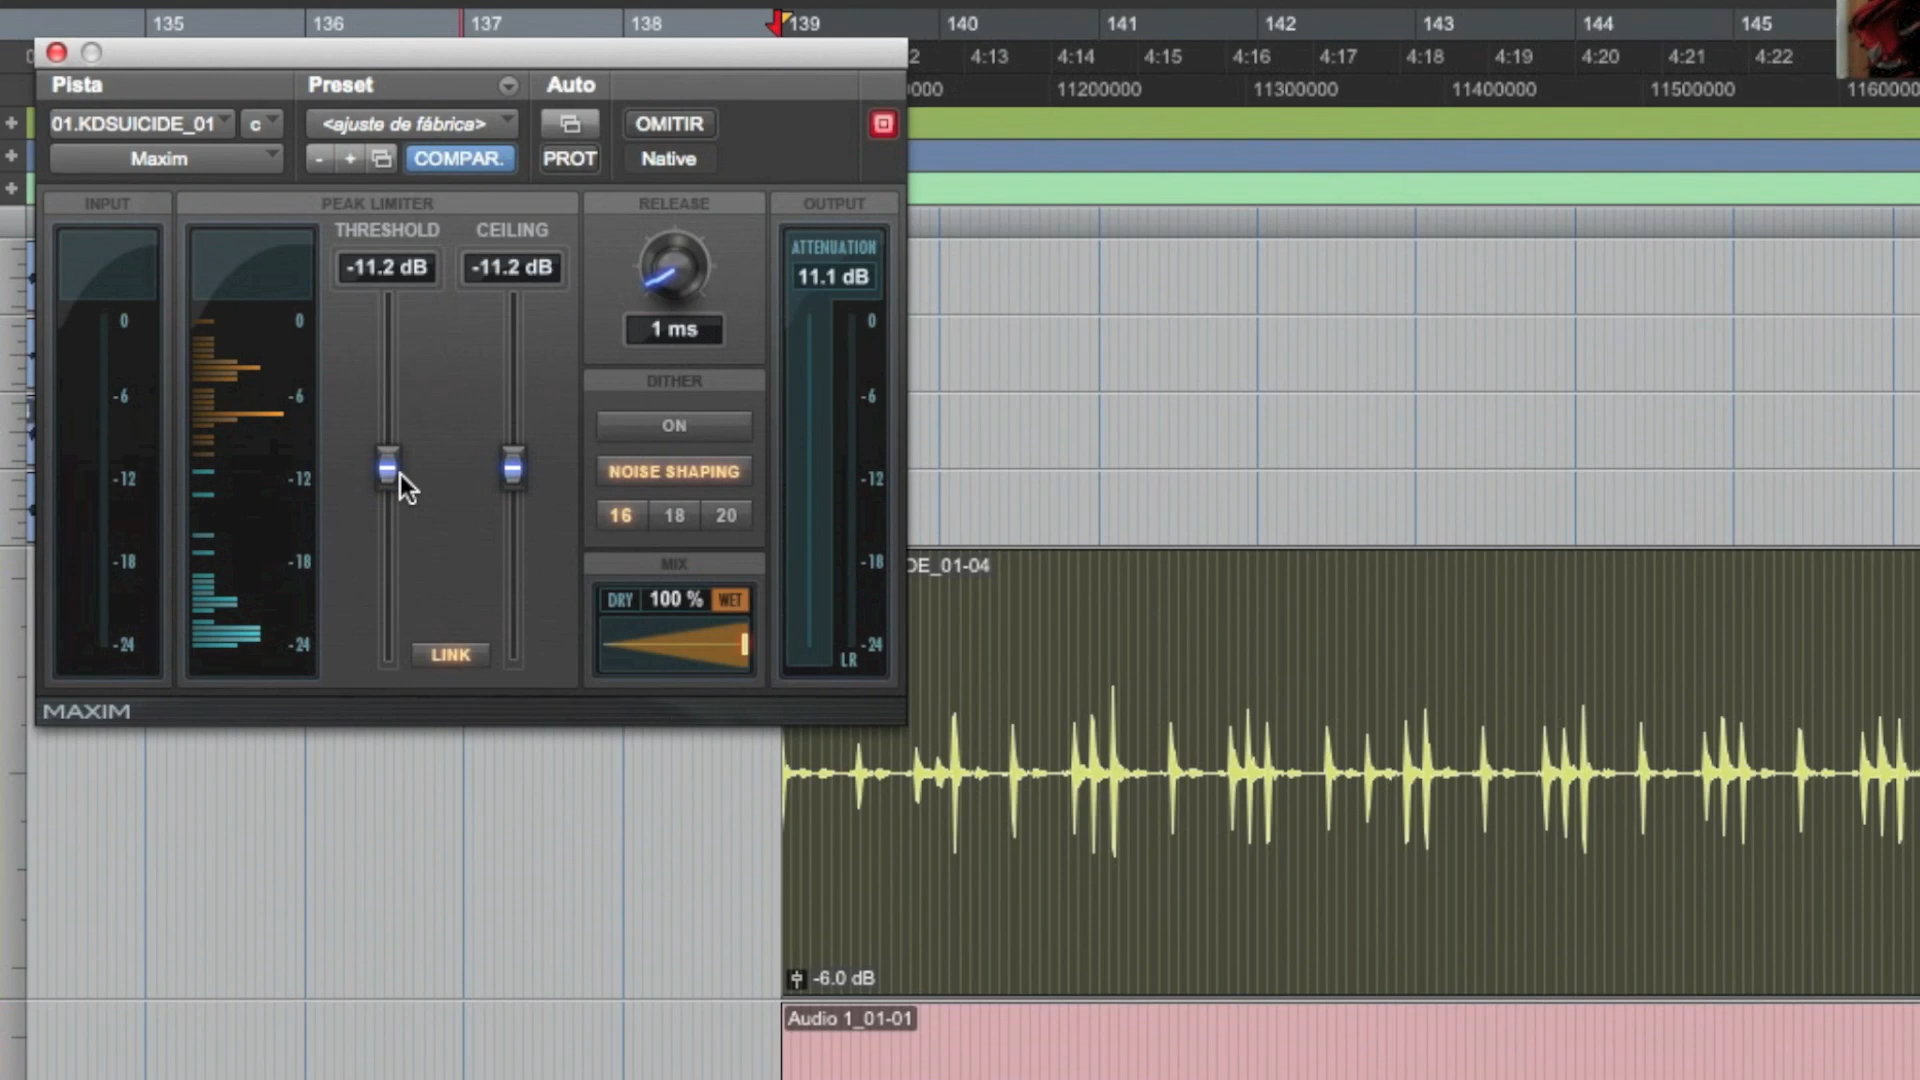 135 136 137 138 139 140 141 142 143 144 145
4:13 4:14 4:15 4:16 4:17 4:18 4:19 4:20 4:21 4:22
11200000 11300000 11400000 11500000
Pista Preset Auto
01.KDSUICIDE_01 c <ajuste de fábrica> OMITIR
Maxim - + COMPAR. PROT Native
INPUT PEAK LIMITER RELEASE OUTPUT
THRESHOLD CEILING
ATTENUATION
-11.2 dB -11.2 dB 11.1 dB
1 ms
0 0 0
DITHER
-6 -6 -6
ON
NOISE SHAPING
-12 -12 -12
16 18 20
-18 -18 -18
MIX
DRY 100 % WET
-24 -24 -24
LINK
LR
MAXIM
DE_01-04
-6.0 dB
Audio 1_01-01